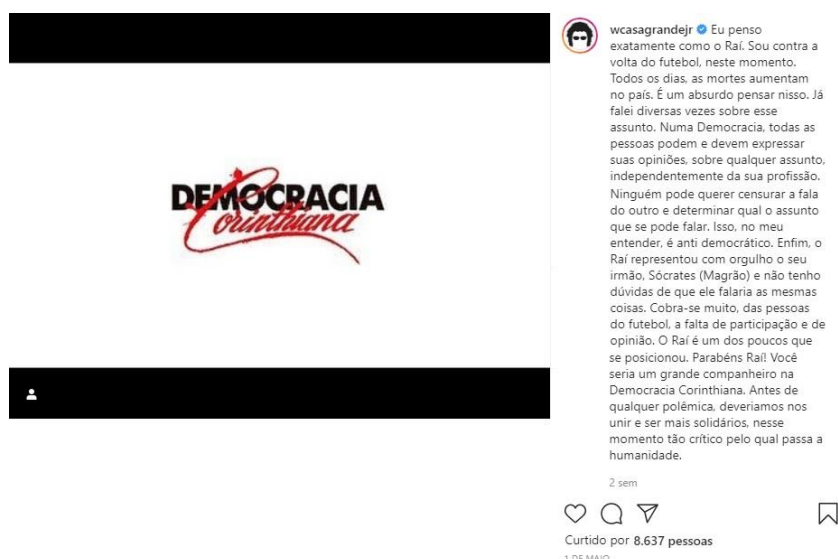 DEMOCRACIA
Corinthiana
wcasagrandejr Eu penso
exatamente como o Raí. Sou contra a
volta do futebol, neste momento.
Todos os dias, as mortes aumentam
no país. É um absurdo pensar nisso. Já
falei diversas vezes sobre esse
assunto. Numa Democracia, todas as
pessoas podem e devem expressar
suas opiniões, sobre qualquer assunto,
independentemente da sua profissão.
Ninguém pode querer censurar a fala
do outro e determinar qual o assunto
que se pode falar. Isso, no meu
entender, é anti democrático. Enfim, o
Raí representou com orgulho o seu
irmão, Sócrates (Magrão) e não tenho
dúvidas de que ele falaria as mesmas
coisas. Cobra-se muito, das pessoas
do futebol, a falta de participação e de
opinião. O Raí é um dos poucos que
se posicionou. Parabéns Raí! Você
seria um grande companheiro na
Democracia Corinthiana. Antes de
qualquer polêmica, deveriamos nos
unir e ser mais solidários, nesse
momento tão crítico pelo qual passa a
humanidade.
2 sem
Curtido por 8.637 pessoas
1 DE MAIO